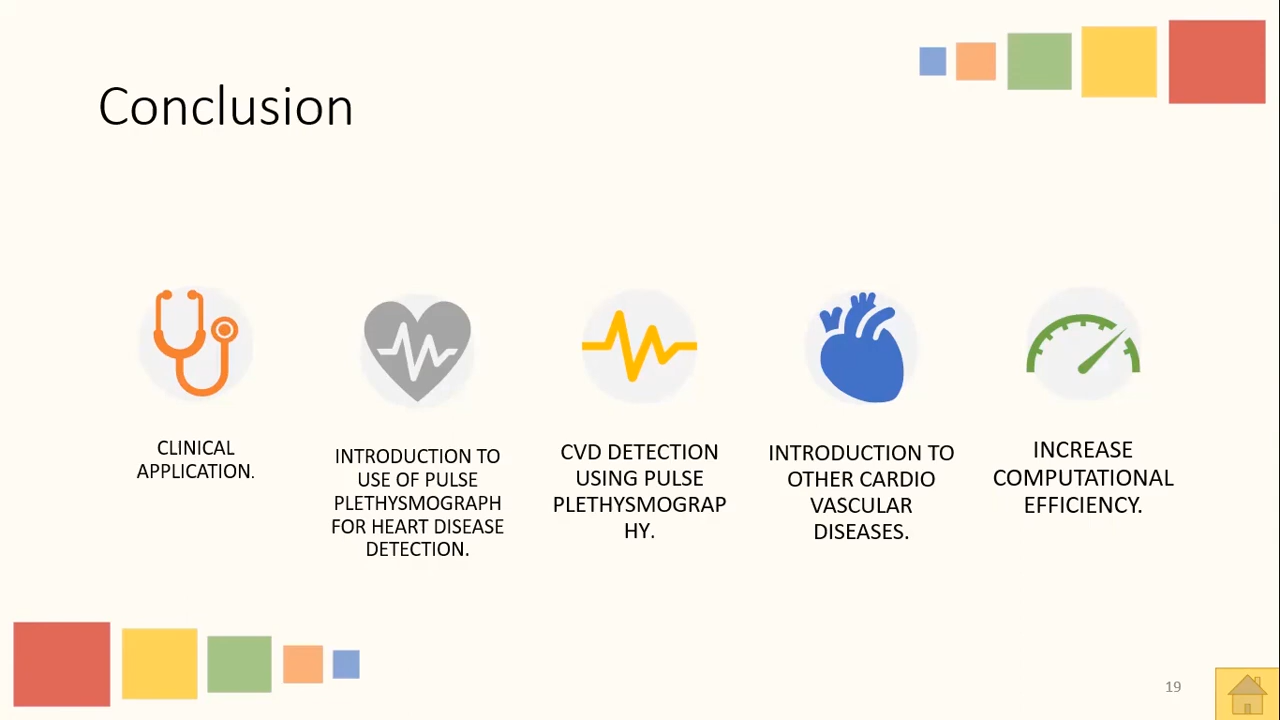 Conclusion
CLINICAL
APPLICATION.
INTRODUCTION TO
USE OF PULSE
PLETHYSMOGRAPH
FOR HEART DISEASE
DETECTION.
CVD DETECTION
USING PULSE
PLETHYSMOGRAP
HY.
INTRODUCTION TO
OTHER CARDIO
VASCULAR
DISEASES.
INCREASE
COMPUTATIONAL
EFFICIENCY.
19